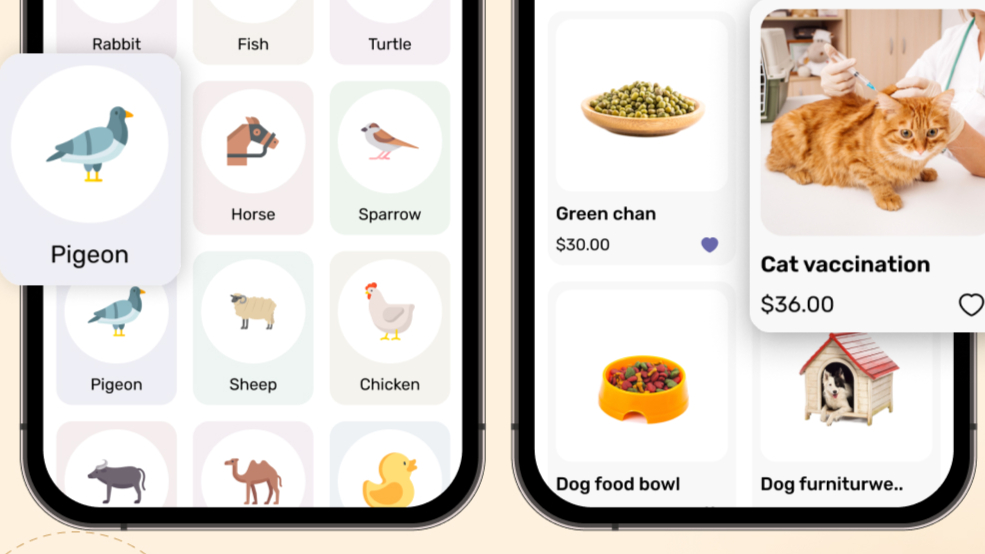 Rabbit
Fish
Turtle
Pigeon
Horse
Sparrow
Pigeon
Sheep
Chicken
Green chan
$30.00
Cat vaccination
$36.00
Dog food bowl
Dog furniturwe..